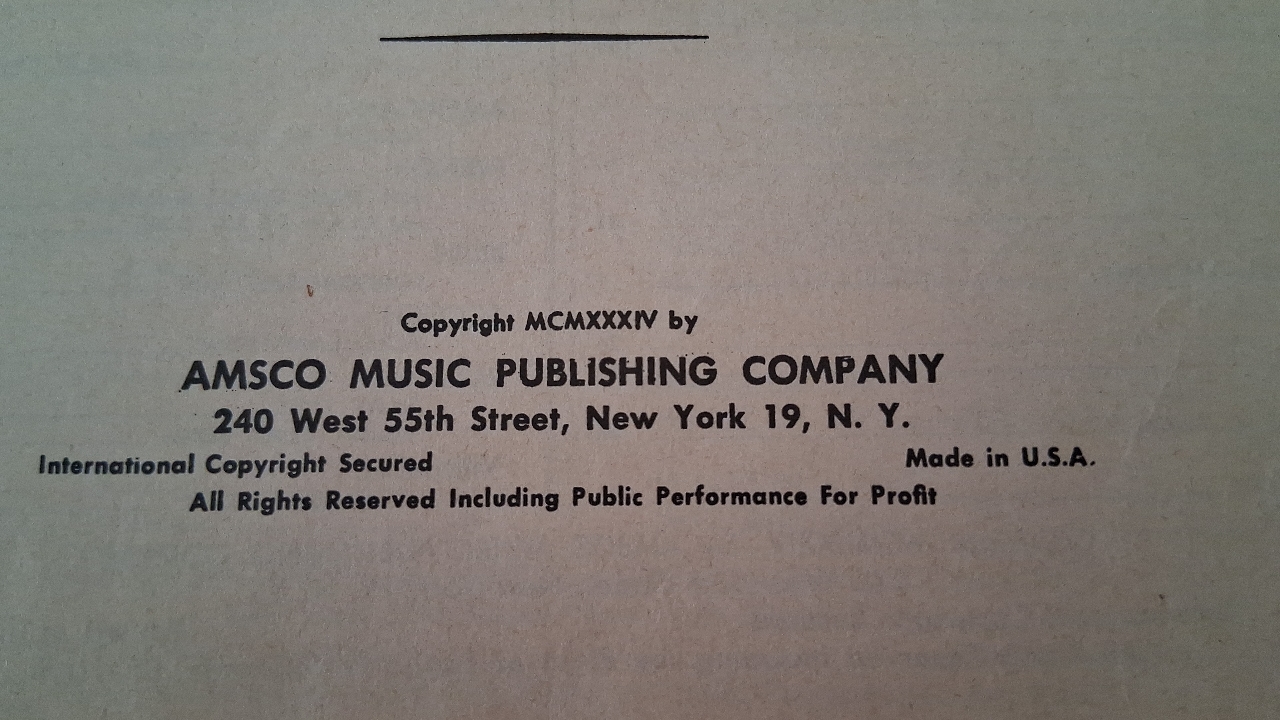 Copyright MCMXXXIV by
AMSCO MUSIC PUBLISHING COMPANY
240 West 55th Street, New York 19, N. Y.
International Copyright Secured Made in U.S.A.
All Rights Reserved Including Public Performance For Profit